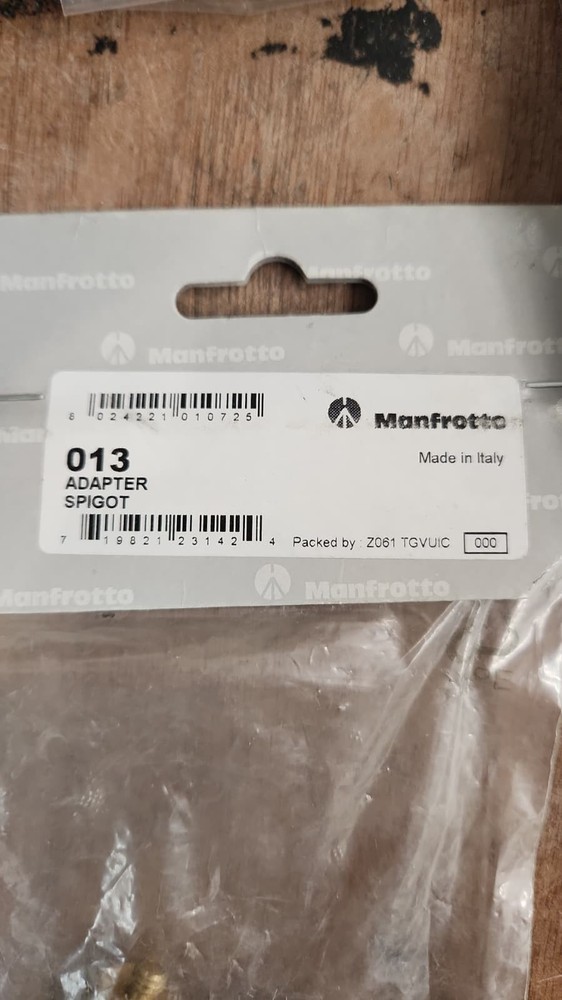 Manfrotto
Manfrotto
Manfrotto
Manfrotto
8 024221 010725
Manfrotto
013
Made in Italy
ADAPTER
SPIGOT
7 19821 23142 4
Packed by : Z061 TGVUIC 000
Manfrotto
Manfrotto